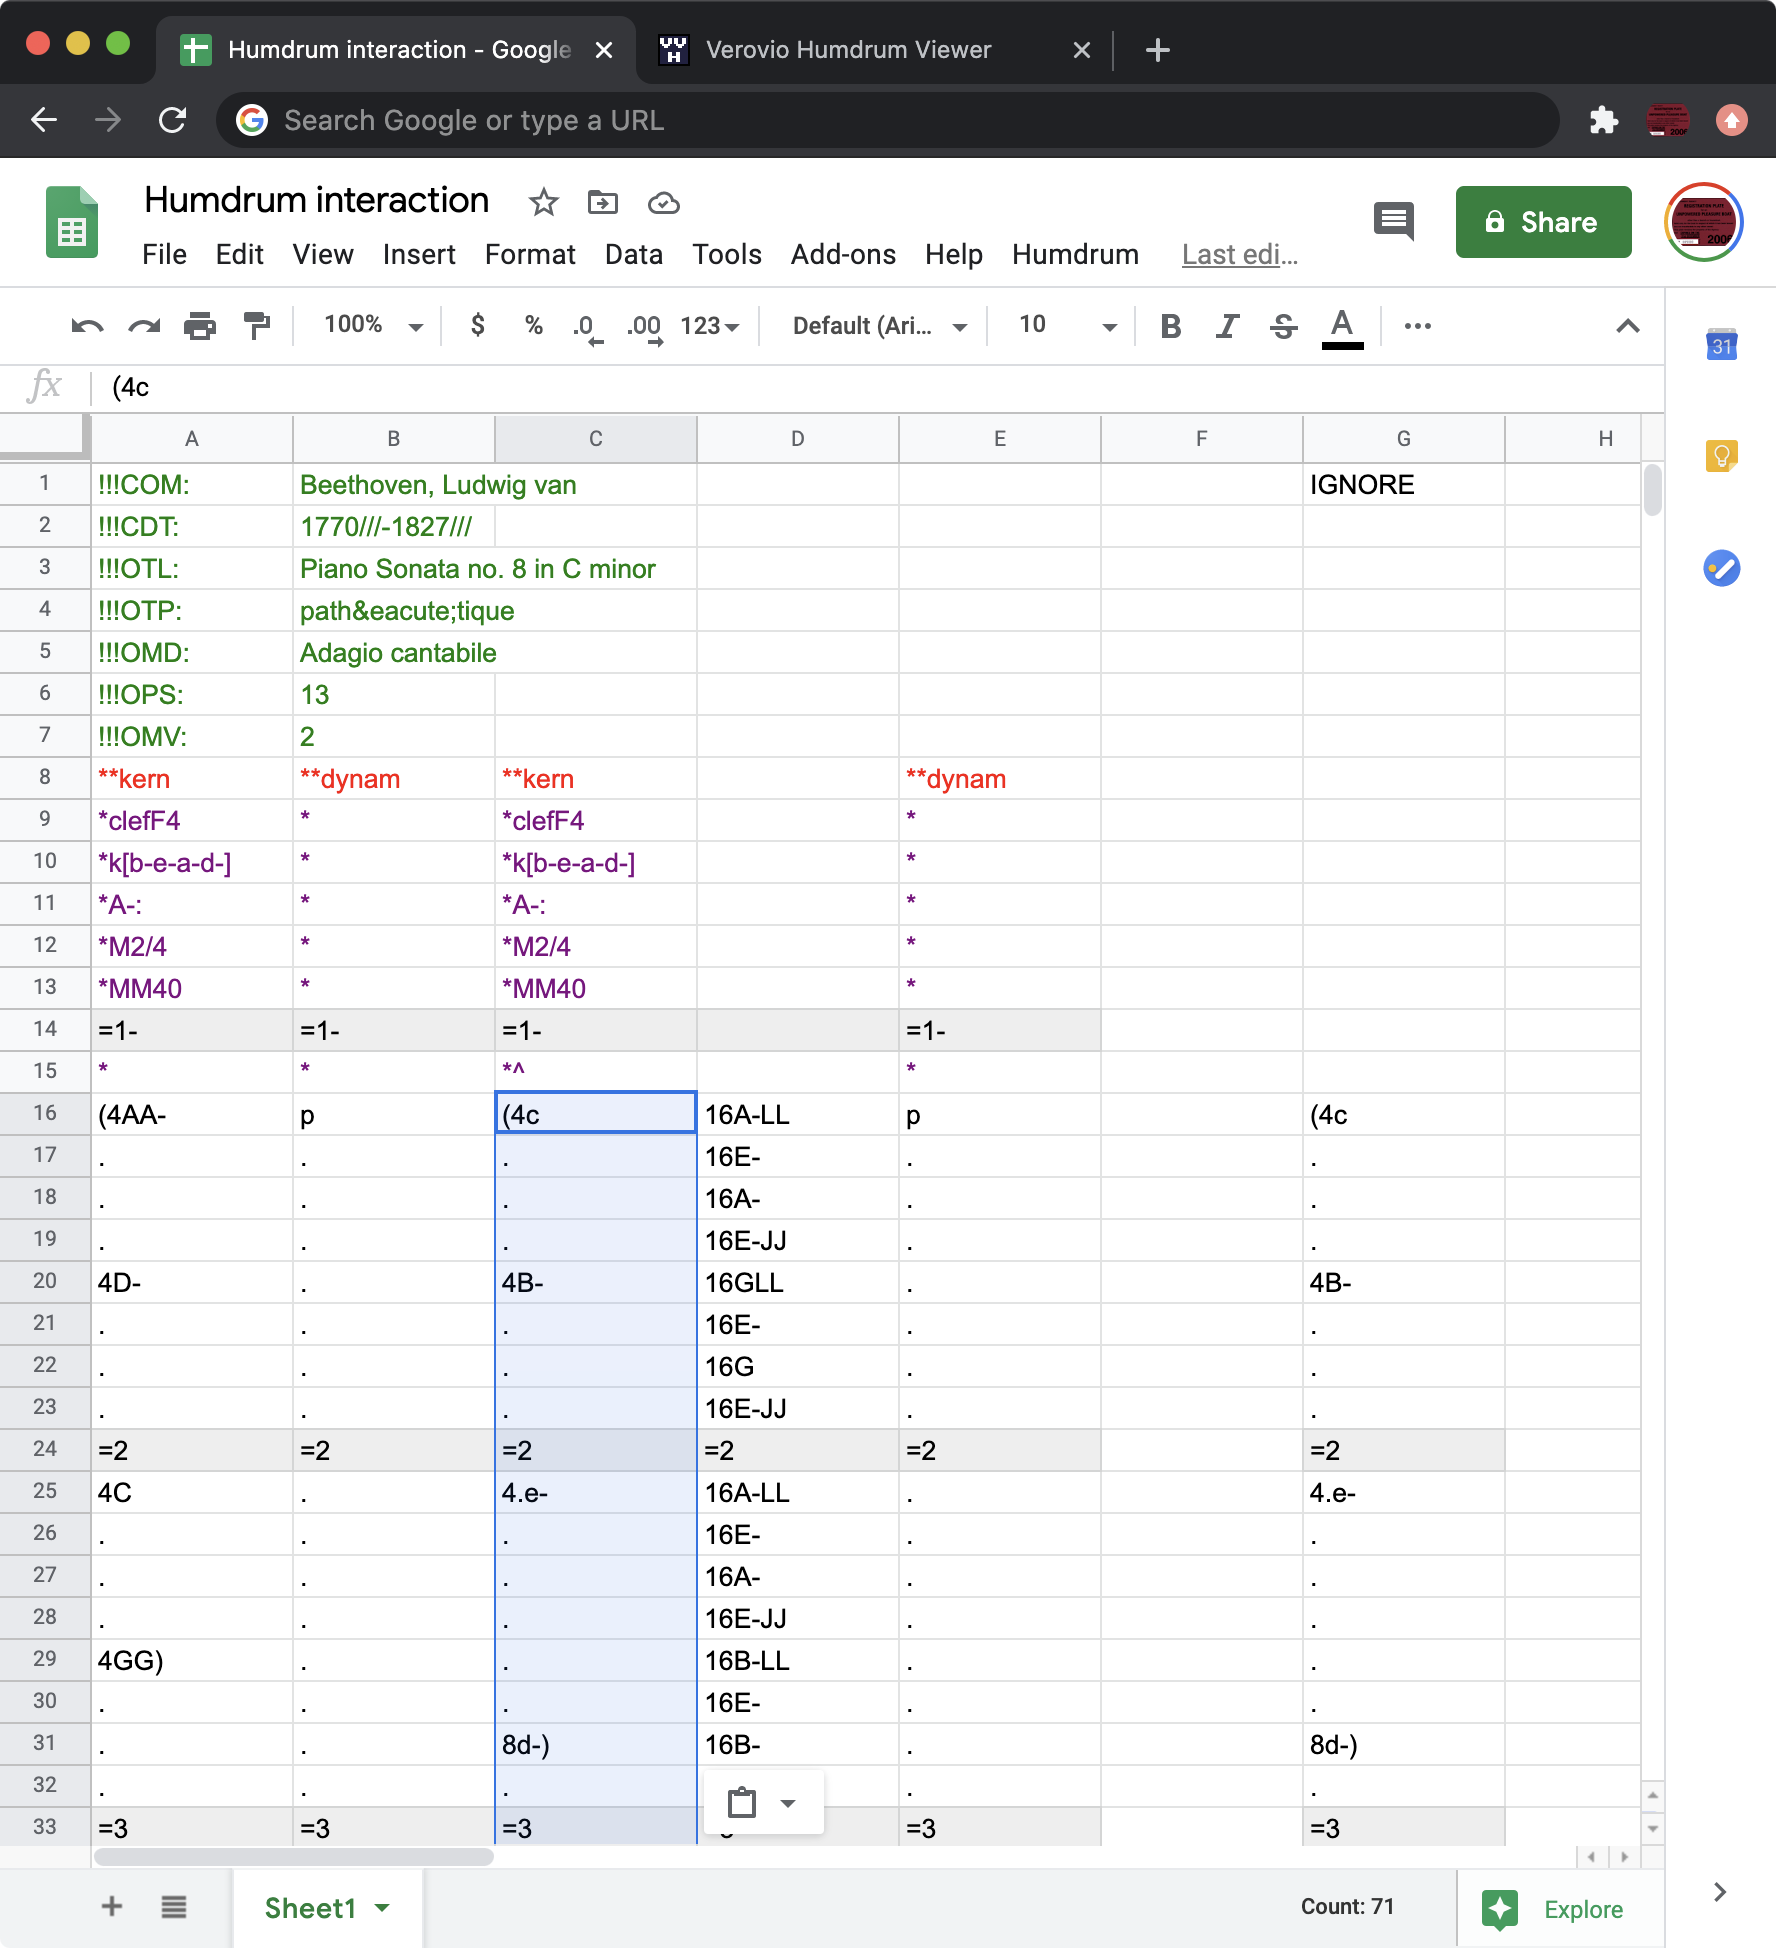 Humdrum interaction - Google
Verovio Humdrum Viewer
Search Google or type a URL
Humdrum interaction
File Edit View Insert Format Data Tools Add-ons Help Humdrum Last edi...
Share
100% $ % .0 .00 123 Default (Ari... 10 B I S A
31
fx (4c
A B C D E F G H
1 !!!COM: Beethoven, Ludwig van IGNORE
2 !!!CDT: 1770///-1827///
3 !!!OTL: Piano Sonata no. 8 in C minor
4 !!!OTP: path&eacute;tique
5 !!!OMD: Adagio cantabile
6 !!!OPS: 13
7 !!!OMV: 2
8 **kern **dynam **kern **dynam
9 *clefF4 * *clefF4 *
10 *k[b-e-a-d-] * *k[b-e-a-d-] *
11 *A-: * *A-: *
12 *M2/4 * *M2/4 *
13 *MM40 * *MM40 *
14 =1- =1- =1- =1-
15 * * *^ *
16 (4AA- p (4c 16A-LL p (4c
17 . . . 16E- . .
18 . . . 16A- . .
19 . . . 16E-JJ . .
20 4D- . 4B- 16GLL . 4B-
21 . . . 16E- . .
22 . . . 16G . .
23 . . . 16E-JJ . .
24 =2 =2 =2 =2 =2 =2
25 4C . 4.e- 16A-LL . 4.e-
26 . . . 16E- . .
27 . . . 16A- . .
28 . . . 16E-JJ . .
29 4GG) . . 16B-LL . .
30 . . . 16E- . .
31 . . 8d-) 16B- . 8d-)
32 . . . . .
33 =3 =3 =3 =3 =3
Sheet1
Count: 71
Explore